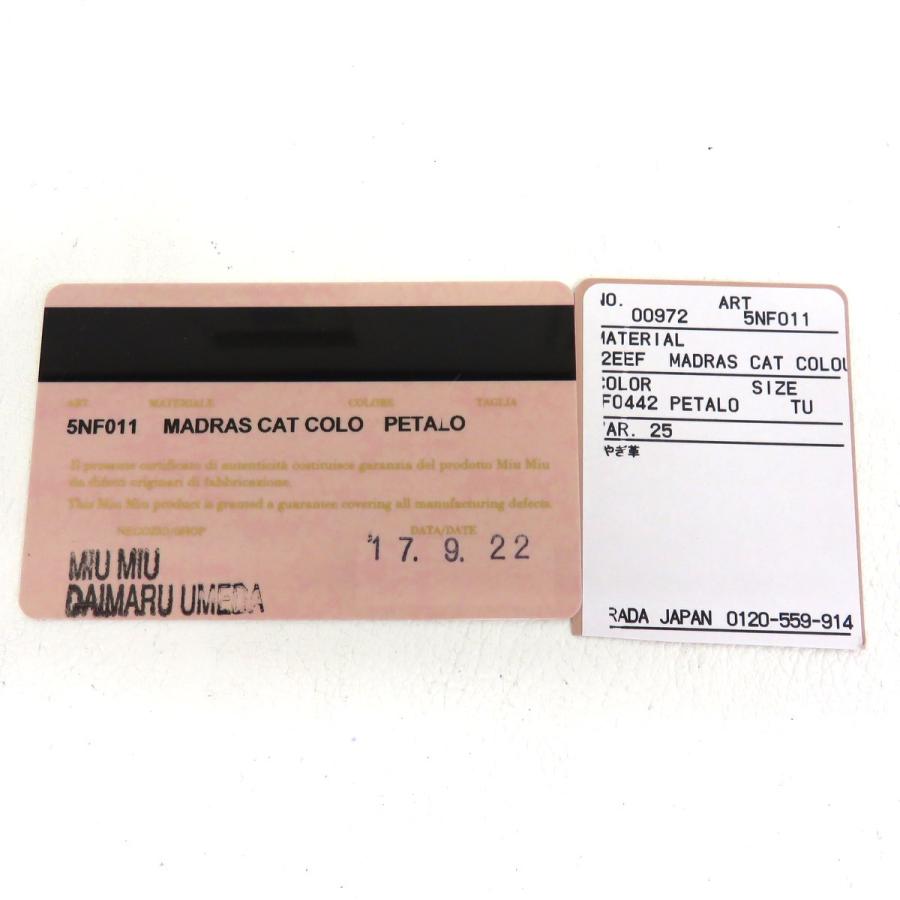 ART MATERIALE COLORE TAGLIA
5NF011 MADRAS CAT COLO PETALO
Il presente certificato di autenticità costituisce garanzia del prodotto Miu Miu
da difetti originari di fabbricazione.
This Miu Miu product is granted a guarantee covering all manufacturing defects.
NEGOZIO/SHOP DATA/DATE
MIU MIU
DAIMARU UMEDA
'17. 9. 22
NO. ART
00972 5NF011
MATERIAL
2EEF MADRAS CAT COLOU
COLOR SIZE
F0442 PETALO TU
VAR. 25
やぎ革
RADA JAPAN 0120-559-914